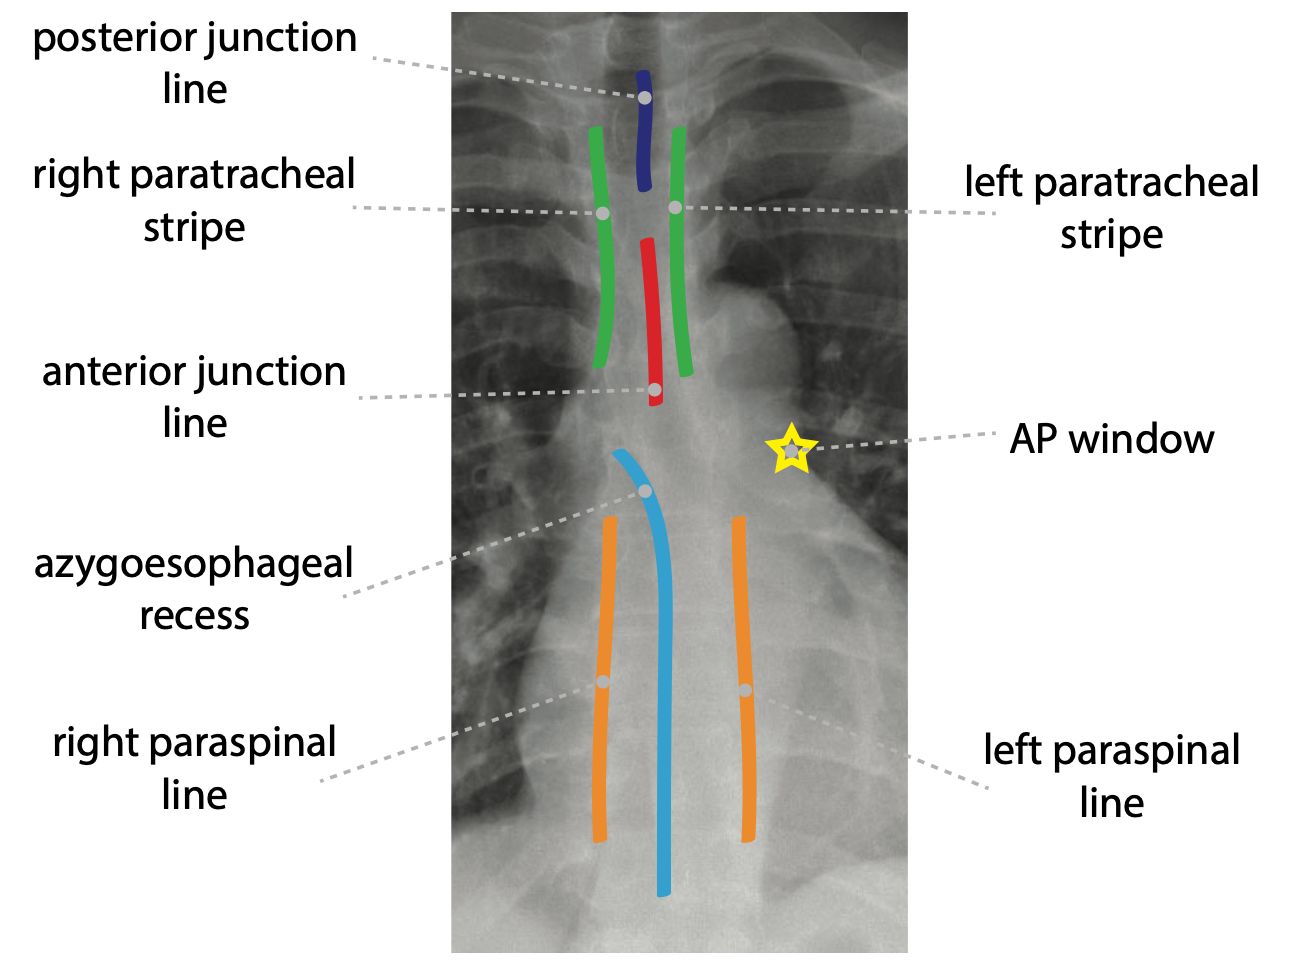 posterior junction
line
right paratracheal
stripe
anterior junction
line
azygoesophageal
recess
right paraspinal
line
left paratracheal
stripe
AP window
left paraspinal
line